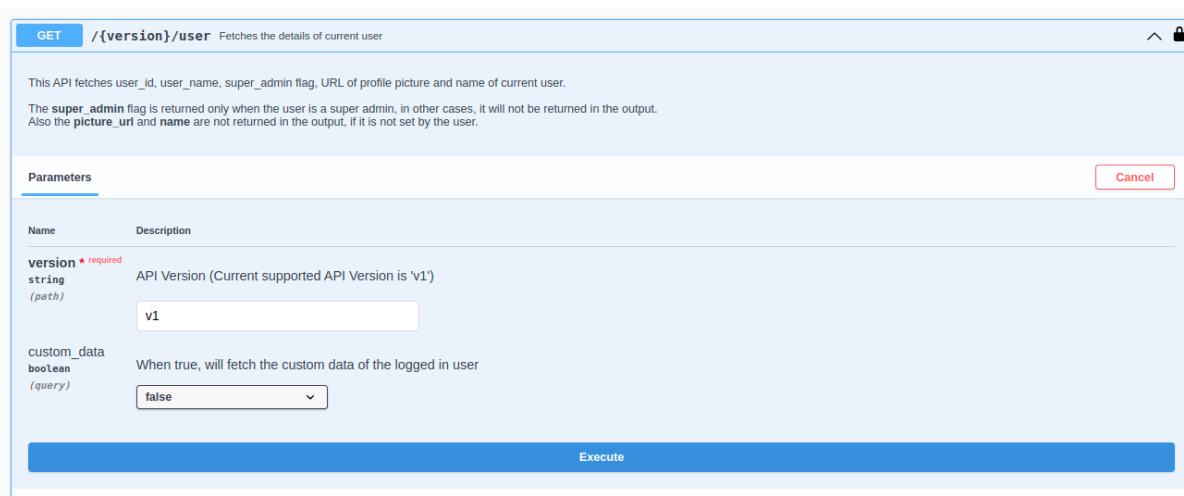 GET /{version}/user Fetches the details of current user
This API fetches user_id, user_name, super_admin flag, URL of profile picture and name of current user.
The super_admin flag is returned only when the user is a super admin, in other cases, it will not be returned in the output.
Also the picture_url and name are not returned in the output, if it is not set by the user.
Parameters Cancel
Name Description
version * required
string
(path)
API Version (Current supported API Version is 'v1')
v1
custom_data
boolean
(query)
When true, will fetch the custom data of the logged in user
false
Execute